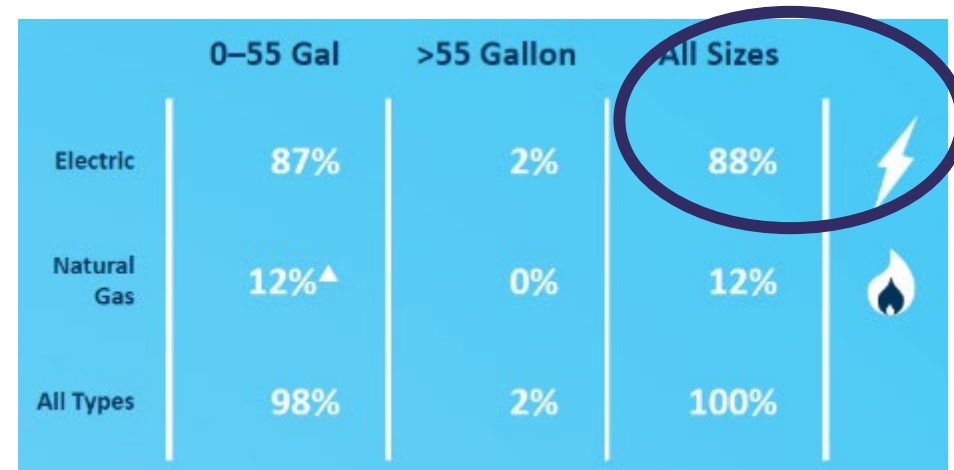 0–55 Gal >55 Gallon All Sizes
Electric 87% 2% 88%
Natural
Gas 12%▲ 0% 12%
All Types 98% 2% 100%